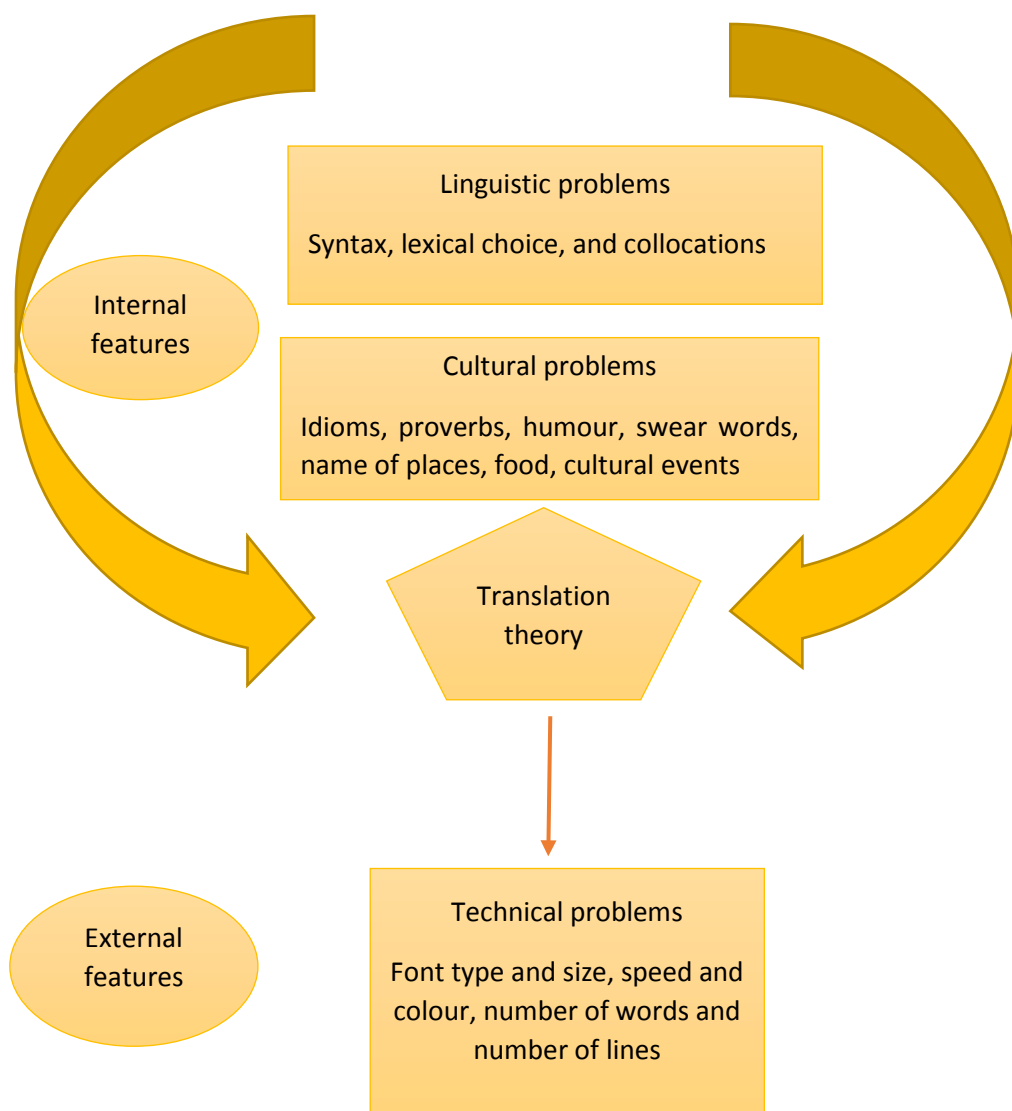 Linguistic problems
Syntax, lexical choice, and collocations
Internal
features
Cultural problems
Idioms, proverbs, humour, swear words,
name of places, food, cultural events
Translation
theory
External
features
Technical problems
Font type and size, speed and
colour, number of words and
number of lines